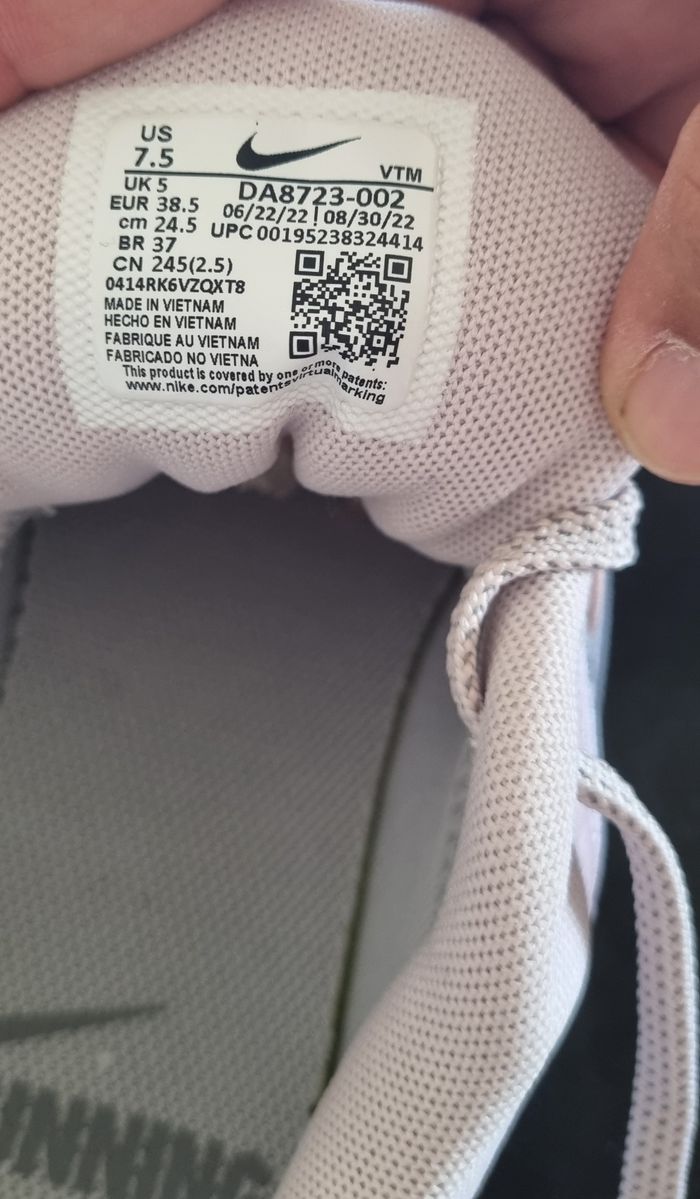 US
7.5
VTM
UK 5
DA8723-002
EUR 38.5
06/22/22 | 08/30/22
cm 24.5
UPC 00195238324414
BR 37
CN 245(2.5)
0414RK6VZQXT8
MADE IN VIETNAM
HECHO EN VIETNAM
FABRIQUE AU VIETNAM
FABRICADO NO VIETNA
This product is covered by one or more patents:
www.nike.com/patentsvirtualmarking